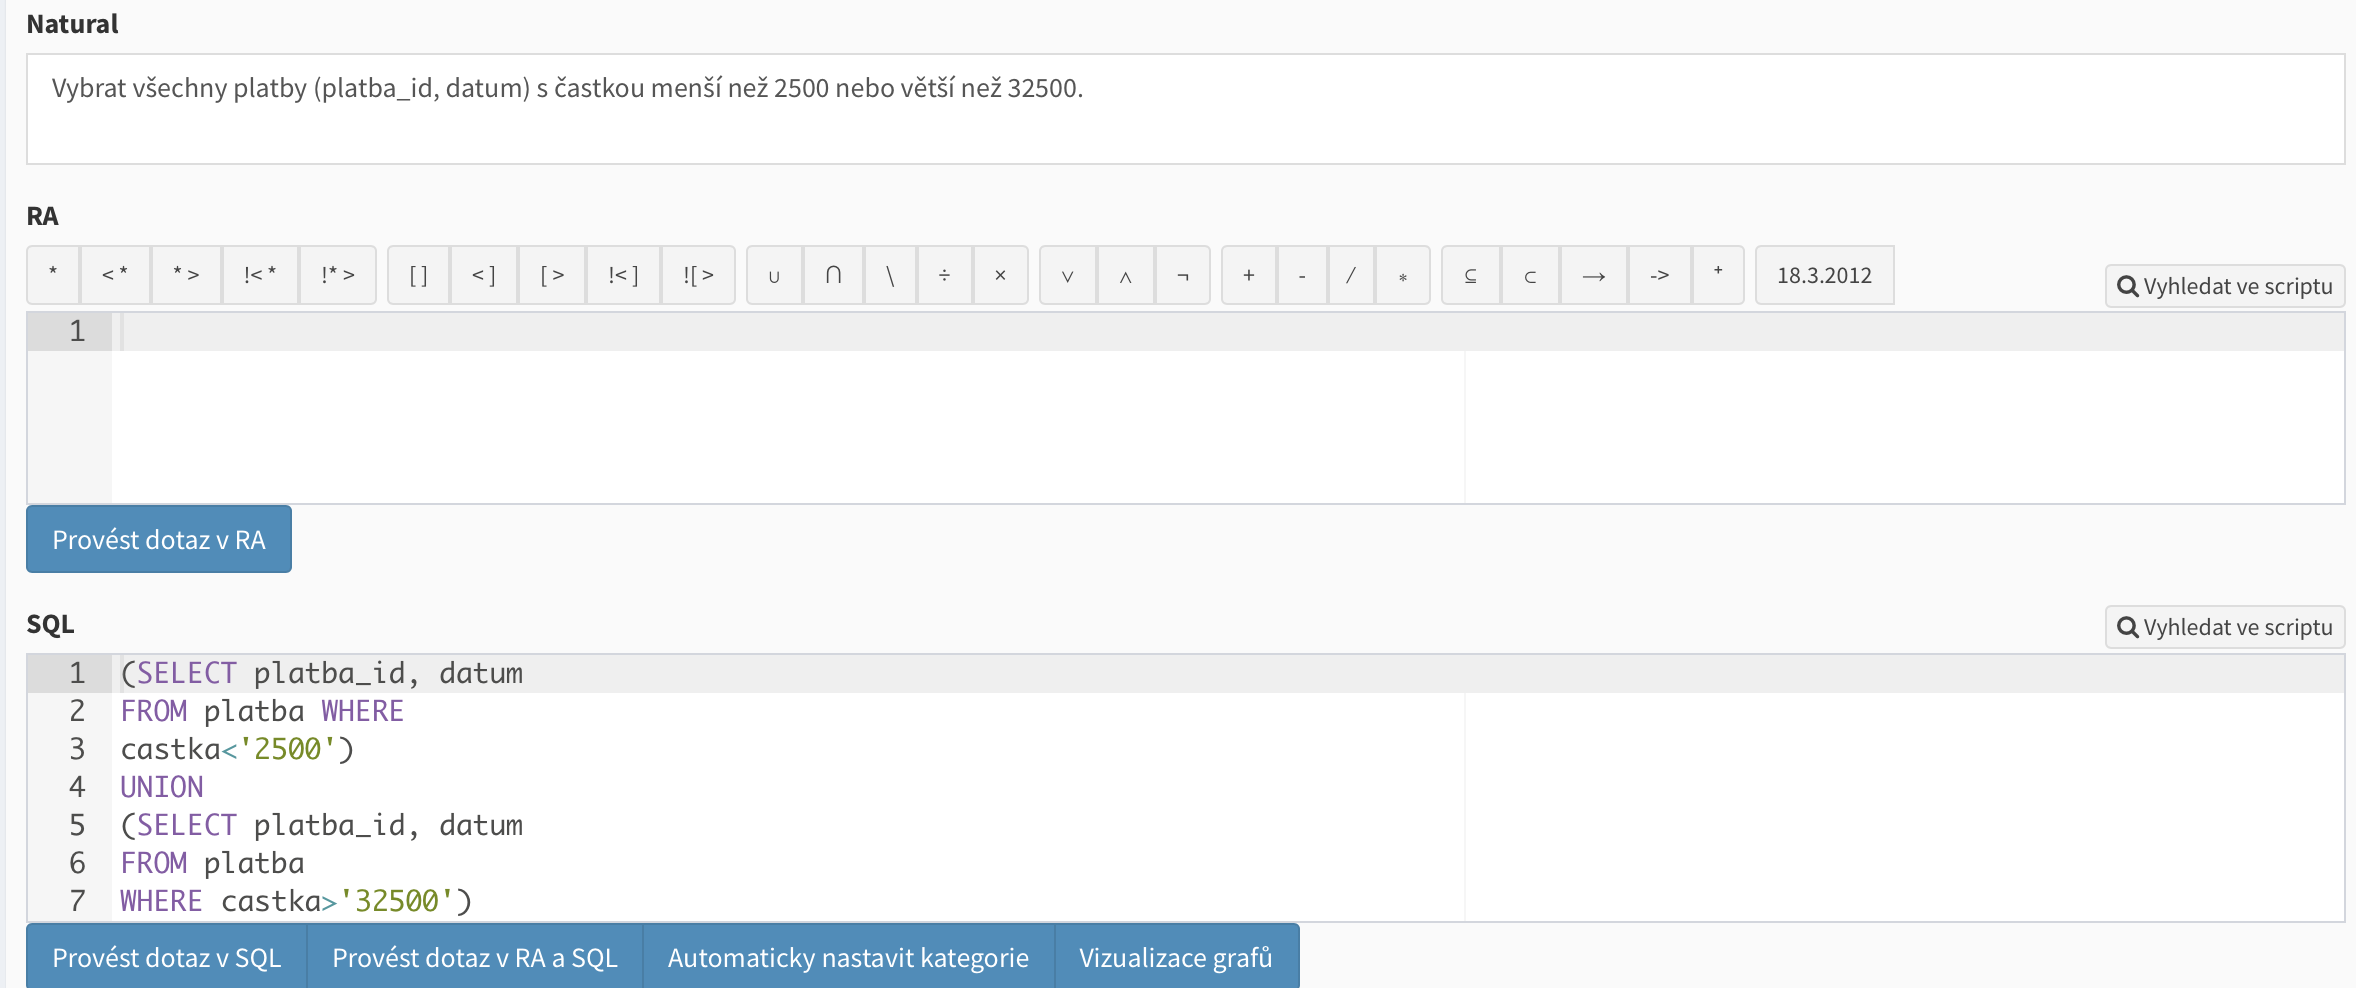 Natural
Vybrat všechny platby (platba_id, datum) s častkou menší než 2500 nebo větší než 32500.
RA
* <* *> !<* !*> [] <] [> !<] ![> ∪ ∩ \ ÷ × ∨ ∧ ¬ + - / * ⊆ ⊂ → -> + 18.3.2012 Vyhledat ve scriptu
1
Provést dotaz v RA
SQL Vyhledat ve scriptu
1 (SELECT platba_id, datum
2 FROM platba WHERE
3 castka<'2500')
4 UNION
5 (SELECT platba_id, datum
6 FROM platba
7 WHERE castka>'32500')
Provést dotaz v SQL Provést dotaz v RA a SQL Automaticky nastavit kategorie Vizualizace grafů